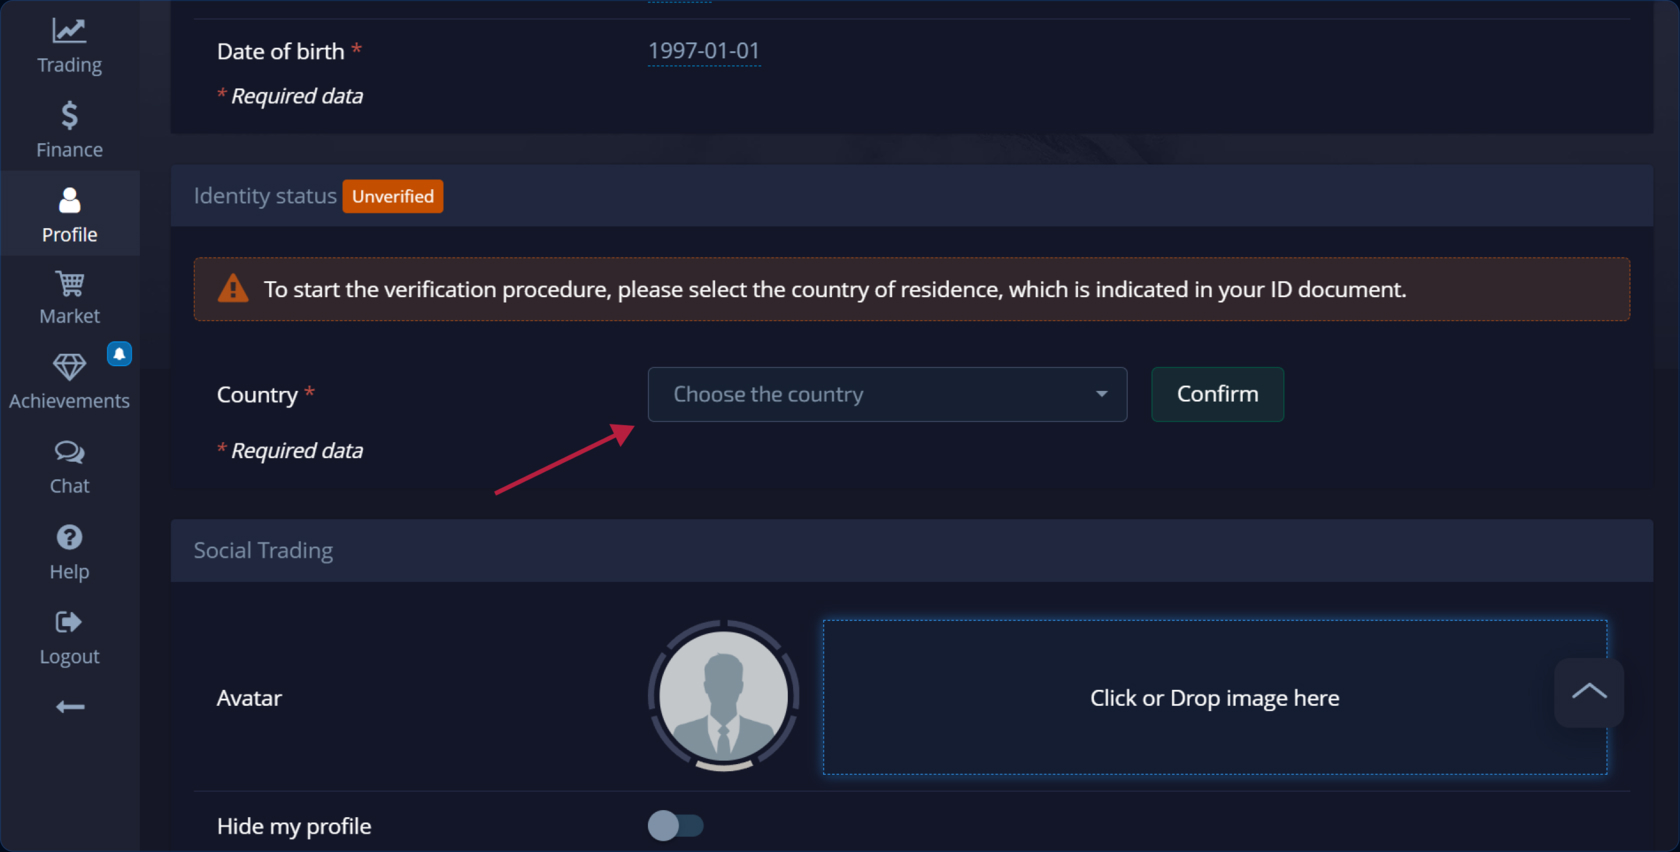 Trading
Finance
Profile
Market
Achievements
Chat
Help
Logout
Date of birth * 1997-01-01
* Required data
Identity status Unverified
To start the verification procedure, please select the country of residence, which is indicated in your ID document.
Country * Choose the country Confirm
* Required data
Social Trading
Avatar Click or Drop image here
Hide my profile